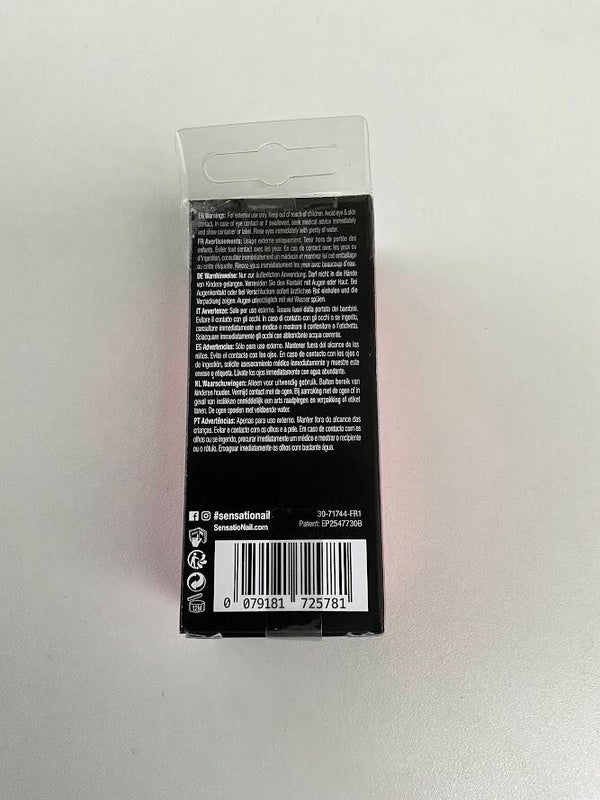 EN Warnings: For external use only. Keep out of reach of children. Avoid eye & skin
contact. In case of eye contact or if swallowed, seek medical advice immediately
and show container or label. Rinse eyes immediately with plenty of water.
FR Avertissements: Usage externe uniquement. Tenir hors de portée des
enfants. Éviter tout contact avec les yeux. En cas de contact avec les yeux ou
d'ingestion, consulter immédiatement un médecin et montrez-lui cet emballage
ou cette étiquette. Rincez-vous immédiatement les yeux avec beaucoup d'eau.
DE Warnhinweise: Nur zur äußerlichen Anwendung. Darf nicht in die Hände
von Kindern gelangen. Vermeiden Sie den Kontakt mit Augen oder Haut. Bei
Augenkontakt oder bei Verschlucken sofort ärztlichen Rat einholen und die
Verpackung zeigen. Augen unverzüglich mit viel Wasser spülen.
IT Avvertenze: Solo per uso esterno. Tenere fuori dalla portata dei bambini.
Evitare il contatto con gli occhi. In caso di contatto con gli occhi o se ingerito,
consultare immediatamente un medico e mostrare il contenitore o l'etichetta.
Sciacquare immediatamente gli occhi con abbondante acqua corrente.
ES Advertencias: Sólo para uso externo. Mantener fuera del alcance de los
niños. Evite el contacto con los ojos. En caso de contacto con los ojos o
de ingestión, solicite asesoramiento médico inmediatamente y muestre este
envase o etiqueta. Lávate los ojos inmediatamente con agua abundante.
NL Waarschuwingen: Alleen voor uitwendig gebruik. Buiten bereik van
kinderen houden. Vermijd contact met de ogen. Bij aanraking met de ogen of in
geval van inslikken onmiddellijk een arts raadplegen en verpakking of etiket
tonen. De ogen spoelen met voldoende water.
PT Advertências: Apenas para uso externo. Manter fora do alcance das
crianças. Evitar o contacto com os olhos e a pele. Em caso de contacto com os
olhos ou se ingerido, procurar imediatamente um médico e mostrar o recipiente
ou o rótulo. Enxaguar imediatamente os olhos com bastante água.
#sensationail 30-71744-FR1
SensatioNail.com Patent: EP2547730B
12M
0 079181 725781